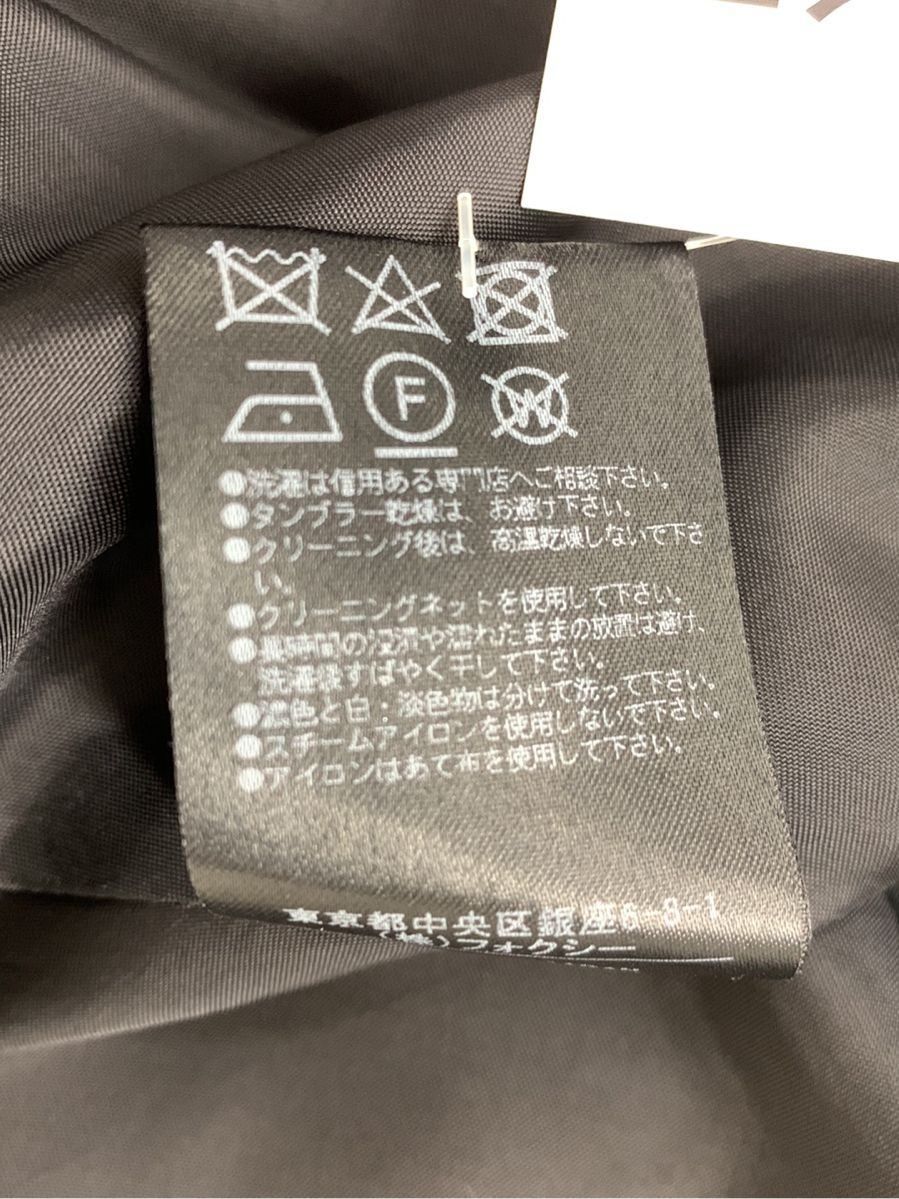 F
W
●洗濯は信用ある専門店へご相談下さい。
●タンブラー乾燥は、お避け下さい。
●クリーニング後は、高温乾燥しないで下さ
い。
●クリーニングネットを使用して下さい。
●長時間の浸漬や濡れたままの放置は避け、
洗濯後すばやく干して下さい。
●濃色と白・淡色物は分けて洗って下さい。
●スチームアイロンを使用しないで下さい。
●アイロンはあて布を使用して下さい。
東京都中央区銀座6-8-1
(株)フォクシー